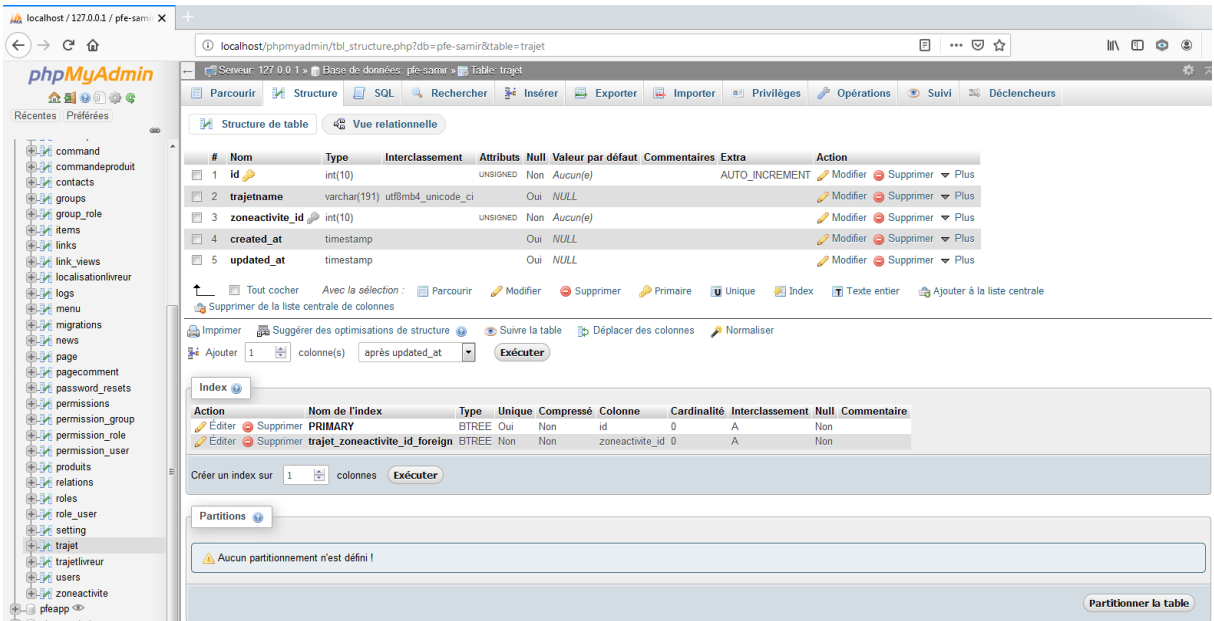 localhost / 127.0.0.1 / pfe-sami
localhost/phpmyadmin/tbl_structure.php?db=pfe-samir&table=trajet
phpMyAdmin
Récentes Préférées
command
commandeproduit
contacts
groups
group_role
items
links
link_views
localisationlivreur
logs
menu
migrations
news
page
pagecomment
password_resets
permissions
permission_group
permission_role
permission_user
produits
relations
roles
role_user
setting
trajet
trajetlivreur
users
zoneactivite
pfeapp
Serveur: 127.0.0.1 » Base de données: pfe-samir » Table: trajet
Parcourir Structure SQL Rechercher Insérer Exporter Importer Privilèges Opérations Suivi Déclencheurs
Structure de table Vue relationnelle
# Nom Type Interclassement Attributs Null Valeur par défaut Commentaires Extra Action
1 id int(10) UNSIGNED Non Aucun(e) AUTO_INCREMENT Modifier Supprimer Plus
2 trajetname varchar(191) utf8mb4_unicode_ci Oui NULL Modifier Supprimer Plus
3 zoneactivite_id int(10) UNSIGNED Non Aucun(e) Modifier Supprimer Plus
4 created_at timestamp Oui NULL Modifier Supprimer Plus
5 updated_at timestamp Oui NULL Modifier Supprimer Plus
Tout cocher Avec la sélection : Parcourir Modifier Supprimer Primaire Unique Index Texte entier Ajouter à la liste centrale
Supprimer de la liste centrale de colonnes
Imprimer Suggérer des optimisations de structure Suivre la table Déplacer des colonnes Normaliser
Ajouter 1 colonne(s) après updated_at Exécuter
Index
Action Nom de l'index Type Unique Compressé Colonne Cardinalité Interclassement Null Commentaire
Éditer Supprimer PRIMARY BTREE Oui Non id 0 A Non
Éditer Supprimer trajet_zoneactivite_id_foreign BTREE Non Non zoneactivite_id 0 A Non
Créer un index sur 1 colonnes Exécuter
Partitions
Aucun partitionnement n'est défini !
Partitionner la table